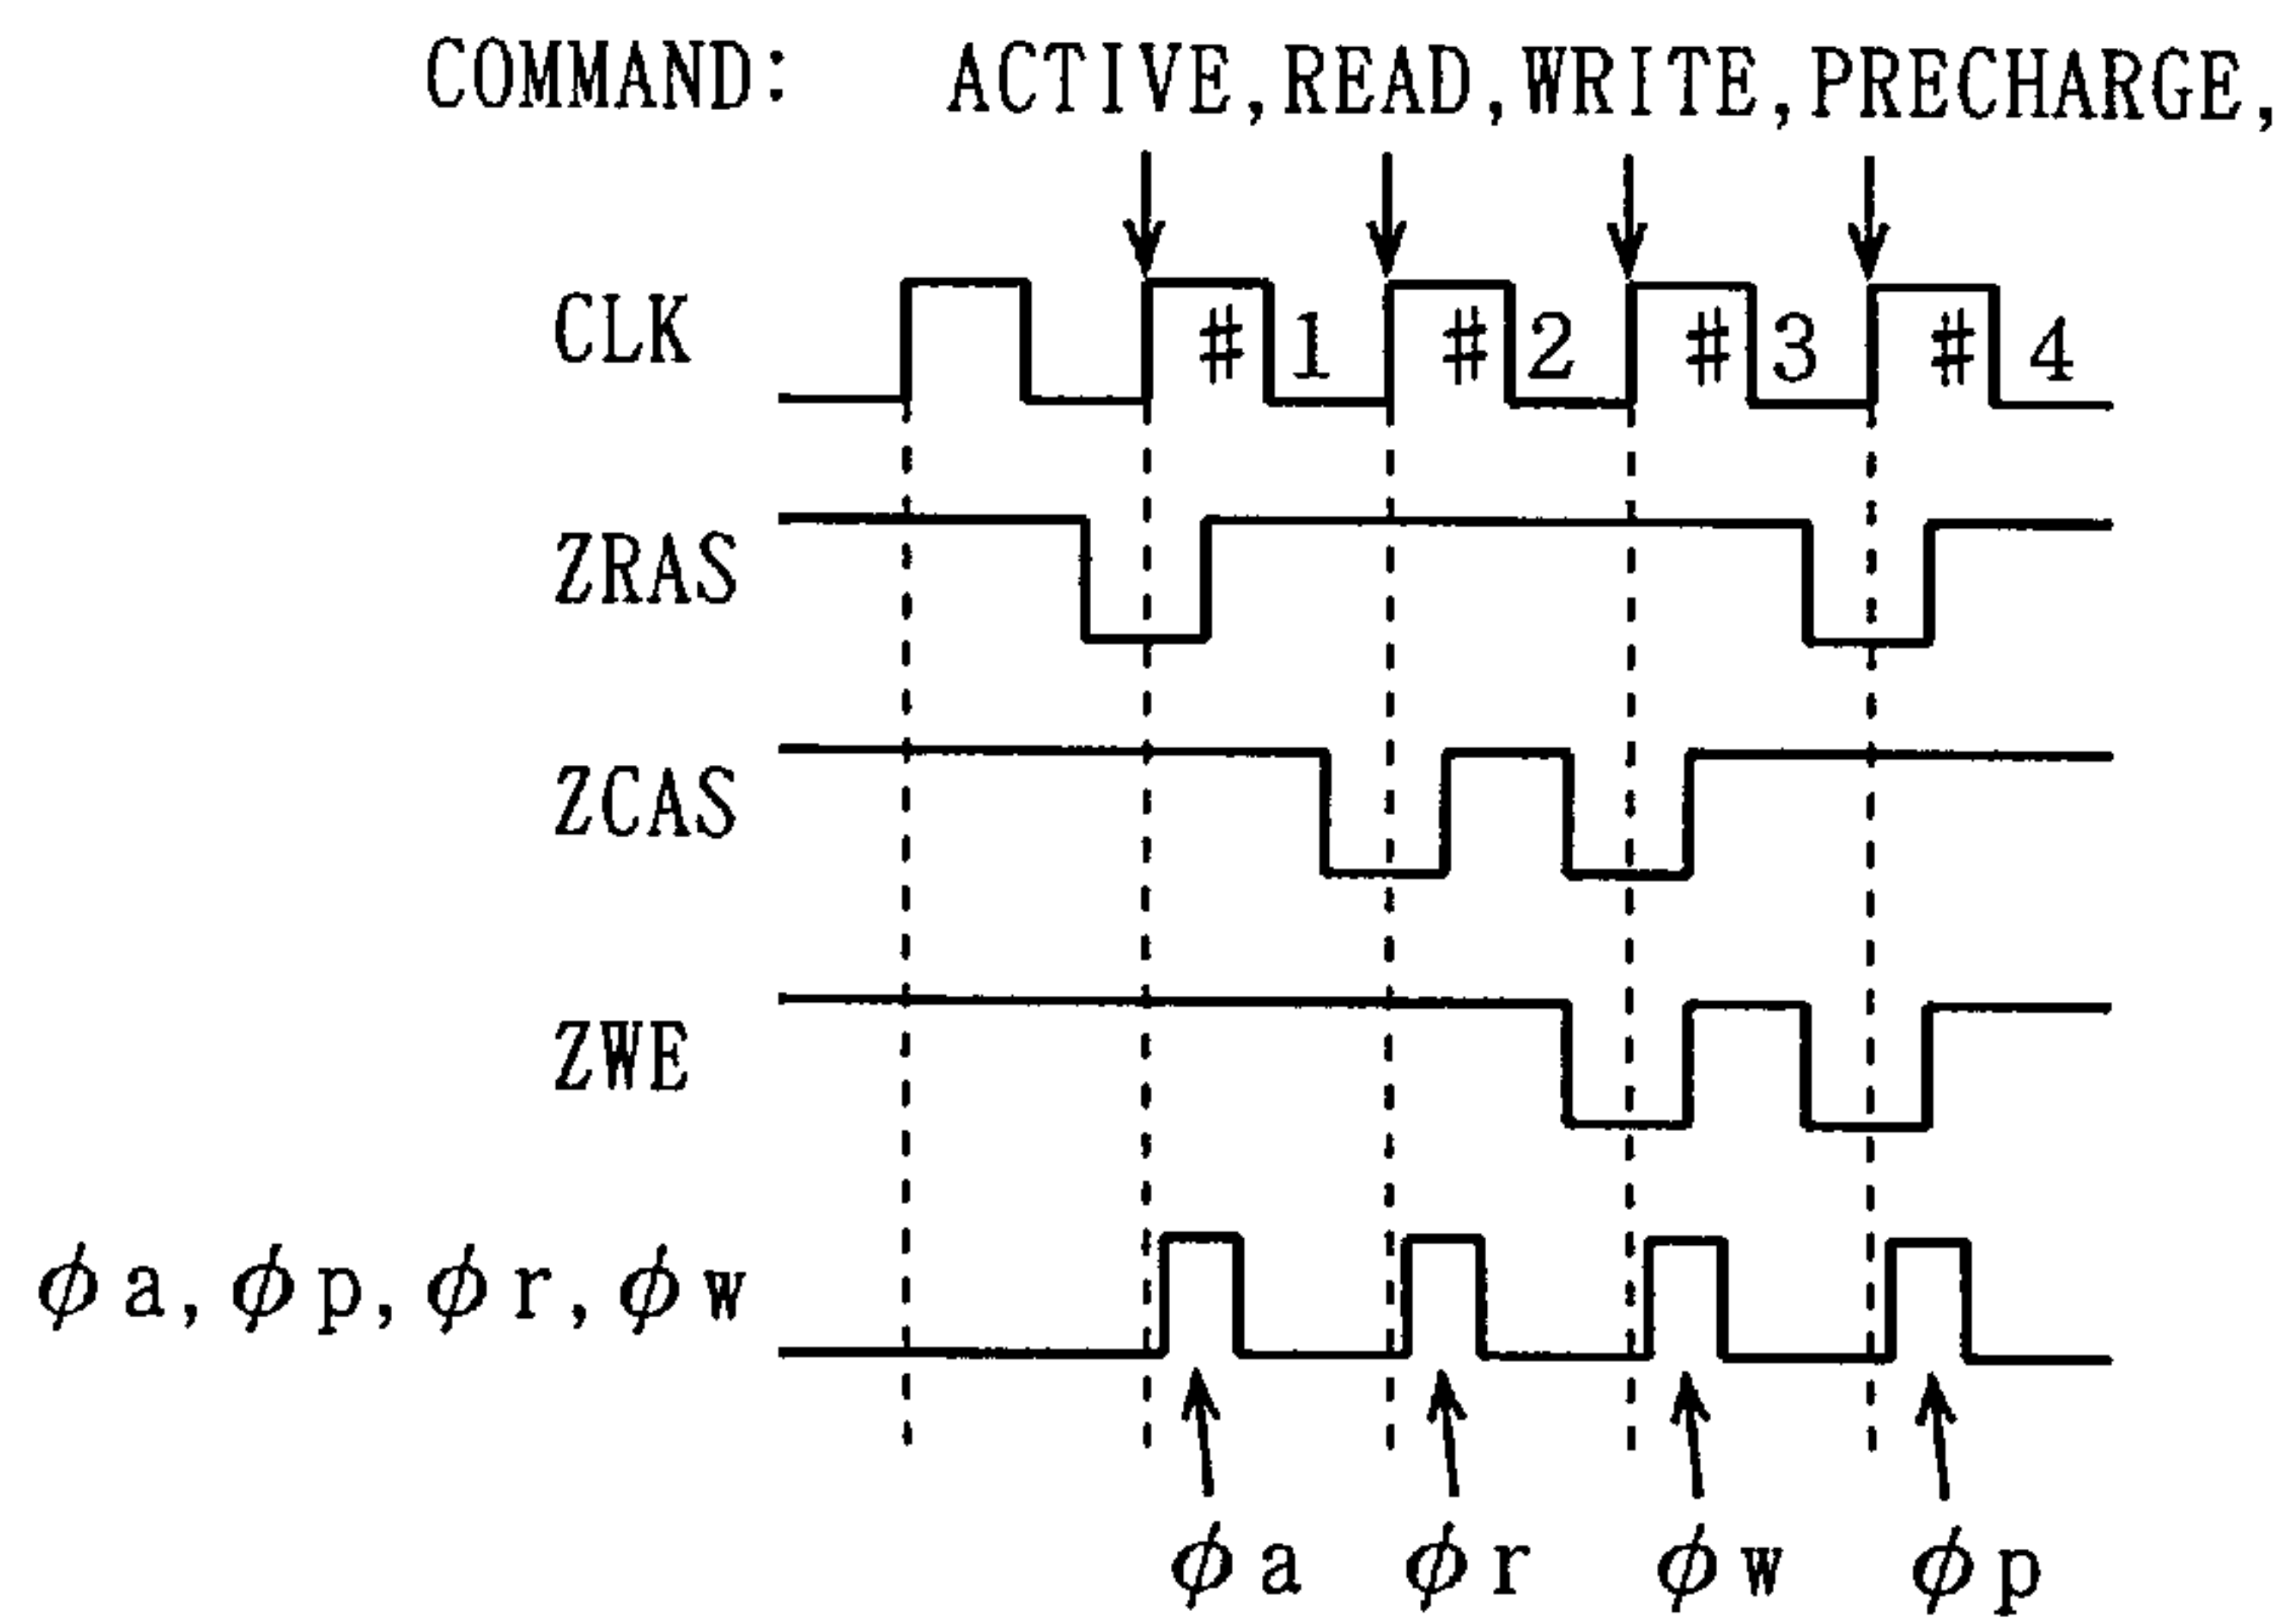 COMMAND: ACTIVE,READ,WRITE,PRECHARGE,
CLK #1 #2 #3 #4
ZRAS
ZCAS
ZWE
φa,φp,φr,φw
φa φr φw φp